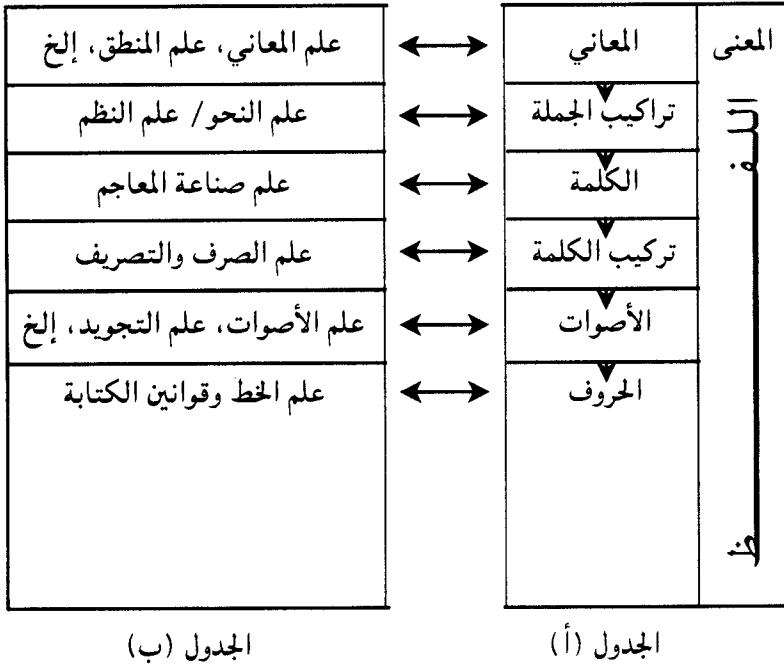 المعنى المعاني علم المعاني، علم المنطق، إلخ
اللفظ
تراكيب الجملة علم النحو / علم النظم
الكلمة علم صناعة المعاجم
تركيب الكلمة علم الصرف والتصريف
الأصوات علم الأصوات، علم التجويد، إلخ
الحروف علم الخط وقوانين الكتابة
الجدول (أ) الجدول (ب)